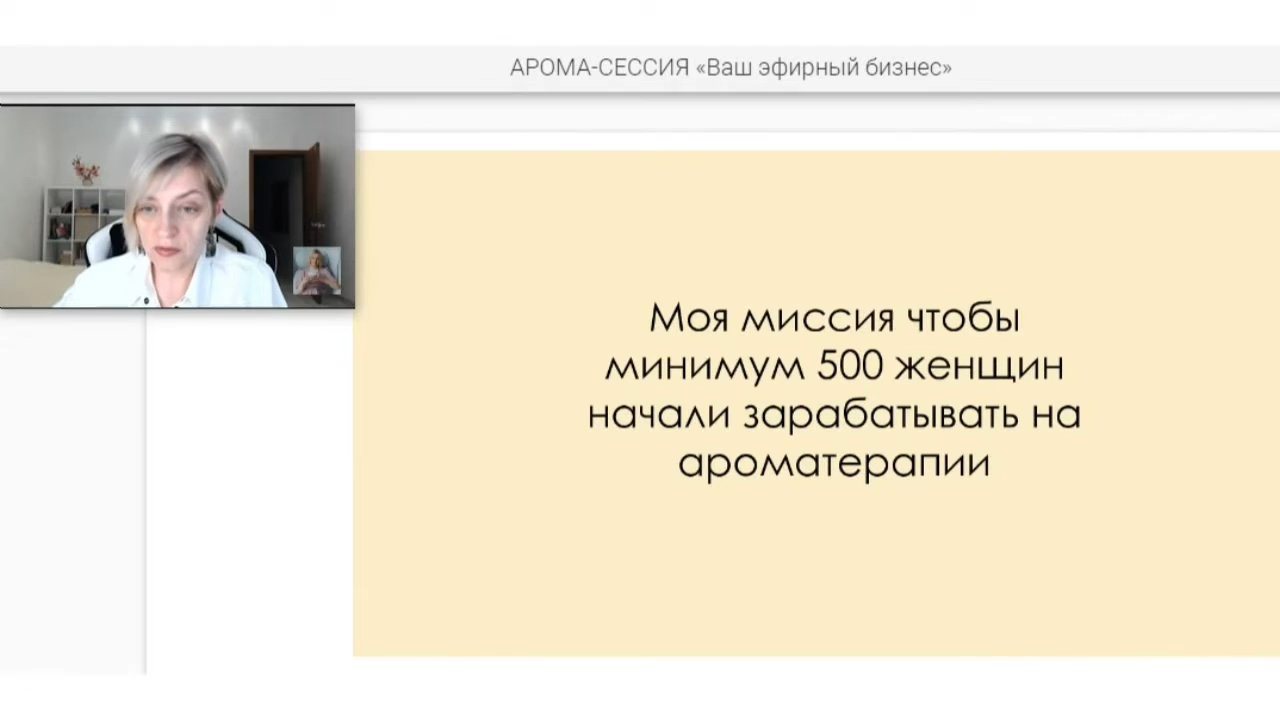 АРОМА-СЕССИЯ «Ваш эфирный бизнес»
Моя миссия чтобы
минимум 500 женщин
начали зарабатывать на
ароматерапии